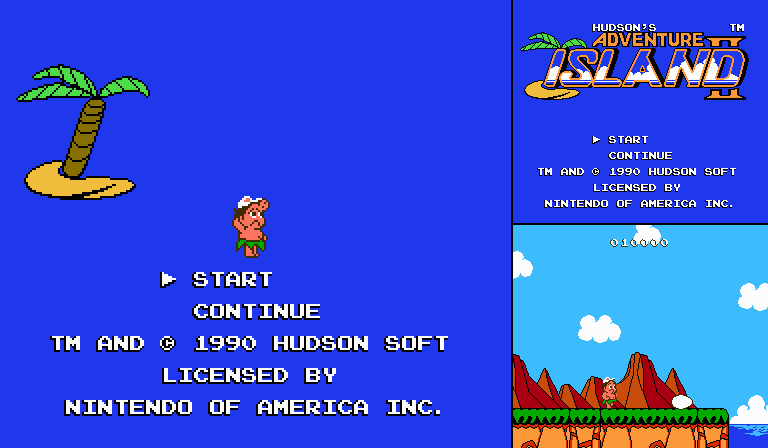 START
CONTINUE
TM AND © 1990 HUDSON SOFT
LICENSED BY
NINTENDO OF AMERICA INC.
HUDSON'S TM
ADVENTURE
ISLAND II
START
CONTINUE
TM AND © 1990 HUDSON SOFT
LICENSED BY
NINTENDO OF AMERICA INC.
010000